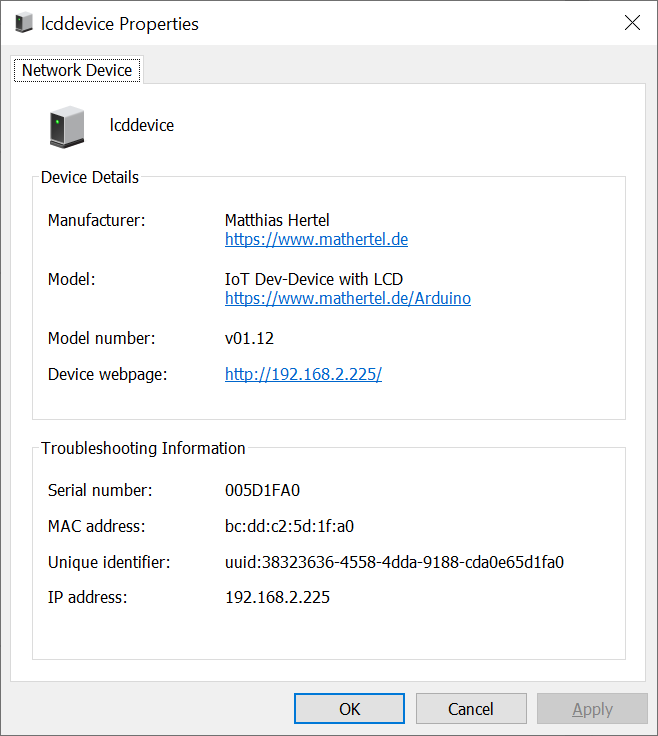 lcddevice Properties
Network Device
lcddevice
Device Details
Manufacturer: Matthias Hertel
https://www.mathertel.de
Model: IoT Dev-Device with LCD
https://www.mathertel.de/Arduino
Model number: v01.12
Device webpage: http://192.168.2.225/
Troubleshooting Information
Serial number: 005D1FA0
MAC address: bc:dd:c2:5d:1f:a0
Unique identifier: uuid:38323636-4558-4dda-9188-cda0e65d1fa0
IP address: 192.168.2.225
OK Cancel Apply